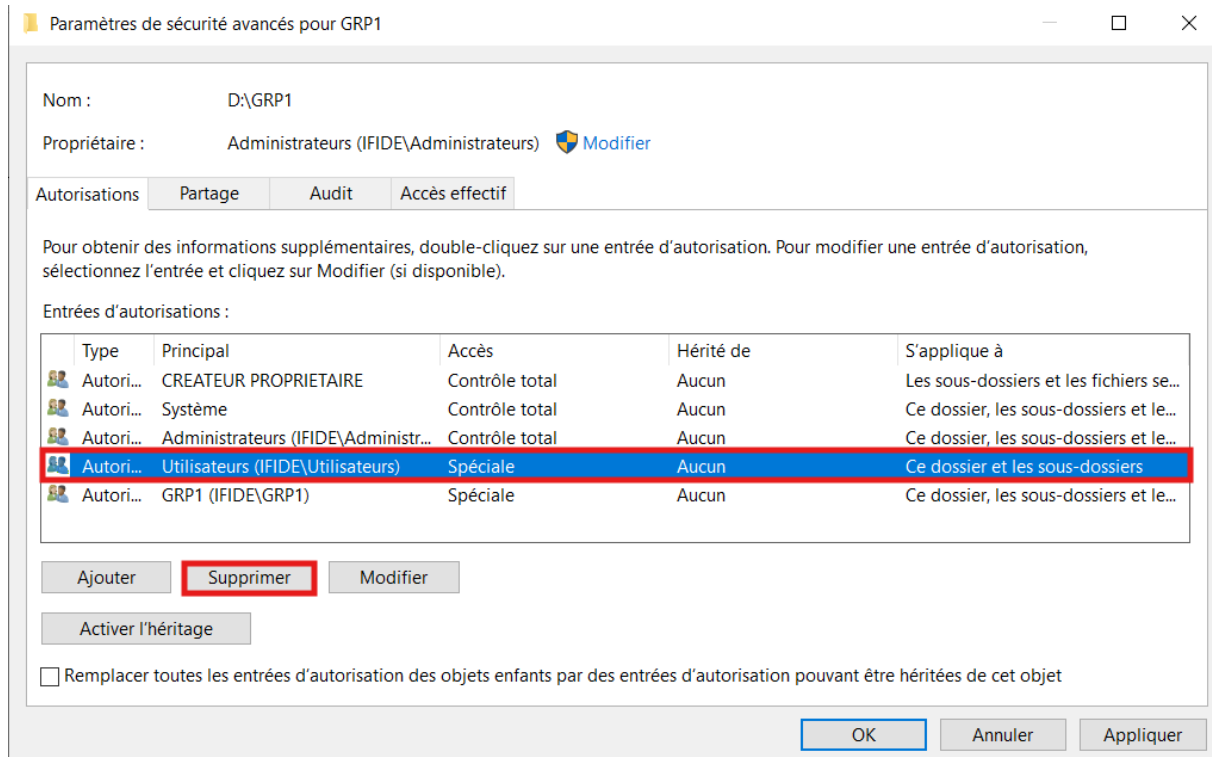 Paramètres de sécurité avancés pour GRP1
Nom : D:\GRP1
Propriétaire : Administrateurs (IFIDE\Administrateurs) Modifier
Autorisations Partage Audit Accès effectif
Pour obtenir des informations supplémentaires, double-cliquez sur une entrée d’autorisation. Pour modifier une entrée d’autorisation,
sélectionnez l’entrée et cliquez sur Modifier (si disponible).
Entrées d’autorisations :
Type Principal Accès Hérité de S’applique à
Autori... CREATEUR PROPRIETAIRE Contrôle total Aucun Les sous-dossiers et les fichiers se...
Autori... Système Contrôle total Aucun Ce dossier, les sous-dossiers et le...
Autori... Administrateurs (IFIDE\Administr... Contrôle total Aucun Ce dossier, les sous-dossiers et le...
Autori... Utilisateurs (IFIDE\Utilisateurs) Spéciale Aucun Ce dossier et les sous-dossiers
Autori... GRP1 (IFIDE\GRP1) Spéciale Aucun Ce dossier, les sous-dossiers et le...
Ajouter Supprimer Modifier
Activer l’héritage
Remplacer toutes les entrées d’autorisation des objets enfants par des entrées d’autorisation pouvant être héritées de cet objet
OK Annuler Appliquer